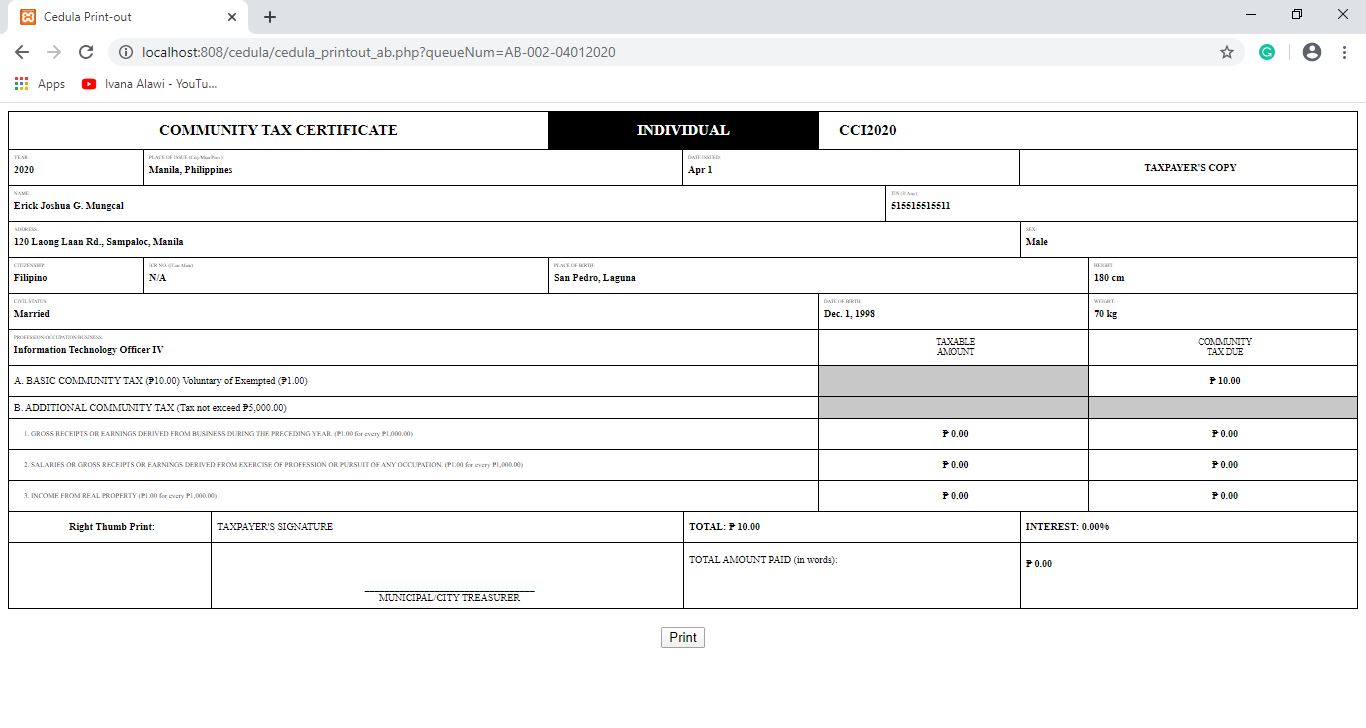 Cedula Print-out
localhost:808/cedula/cedula_printout_ab.php?queueNum=AB-002-04012020
Apps
Ivana Alawi - YouTu...
COMMUNITY TAX CERTIFICATE
INDIVIDUAL
CCI2020
YEAR:
2020
PLACE OF ISSUE (City/Mun/Prov.)
Manila, Philippines
DATE ISSUED:
Apr 1
TAXPAYER'S COPY
NAME:
Erick Joshua G. Mungcal
TIN (If Any)
515515515511
ADDRESS:
120 Laong Laan Rd., Sampaloc, Manila
SEX:
Male
CITIZENSHIP:
Filipino
N/A
PLACE OF BIRTH:
San Pedro, Laguna
HEIGHT:
180 cm
CIVIL STATUS:
Married
DATE OF BIRTH:
Dec. 1, 1998
WEIGHT:
70 kg
PROFESSION/OCCUPATION/BUSINESS:
Information Technology Officer IV
TAXABLE
AMOUNT
COMMUNITY
TAX DUE
A. BASIC COMMUNITY TAX (₱10.00) Voluntary of Exempted (₱1.00)
₱ 10.00
B. ADDITIONAL COMMUNITY TAX (Tax not exceed ₱5,000.00)
1. GROSS RECEIPTS OR EARNINGS DERIVED FROM BUSINESS DURING THE PRECEDING YEAR. (₱1.00 for every ₱1,000.00)
₱ 0.00
₱ 0.00
2. SALARIES OR GROSS RECEIPTS OR EARNINGS DERIVED FROM EXERCISE OF PROFESSION OR PURSUIT OF ANY OCCUPATION. (₱1.00 for every ₱1,000.00)
₱ 0.00
₱ 0.00
3. INCOME FROM REAL PROPERTY (₱1.00 for every ₱1,000.00)
₱ 0.00
₱ 0.00
Right Thumb Print:
TAXPAYER'S SIGNATURE
TOTAL: ₱ 10.00
INTEREST: 0.00%
TOTAL AMOUNT PAID (in words):
₱ 0.00
MUNICIPAL/CITY TREASURER
Print